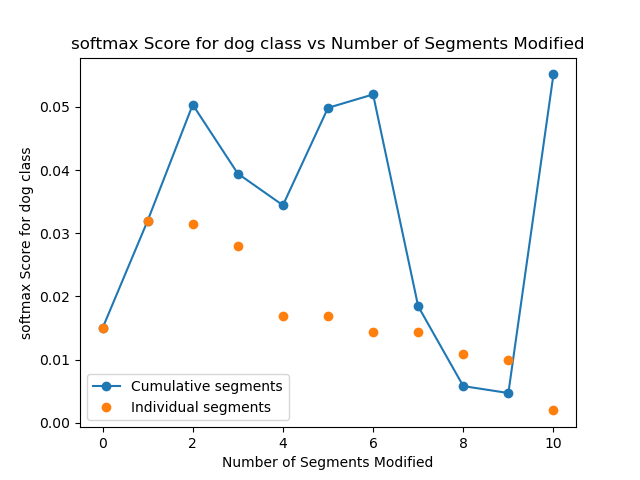 softmax Score for dog class vs Number of Segments Modified
softmax Score for dog class
0.05
0.04
0.03
0.02
0.01
0.00
Cumulative segments
Individual segments
0 2 4 6 8 10
Number of Segments Modified